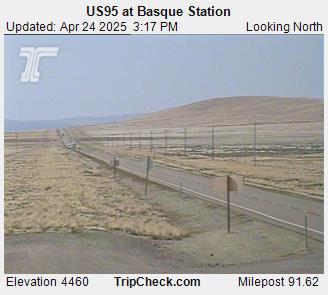 US95 at Basque Station
Updated: Apr 24 2025 3:17 PM Looking North
Elevation 4460 TripCheck.com Milepost 91.62